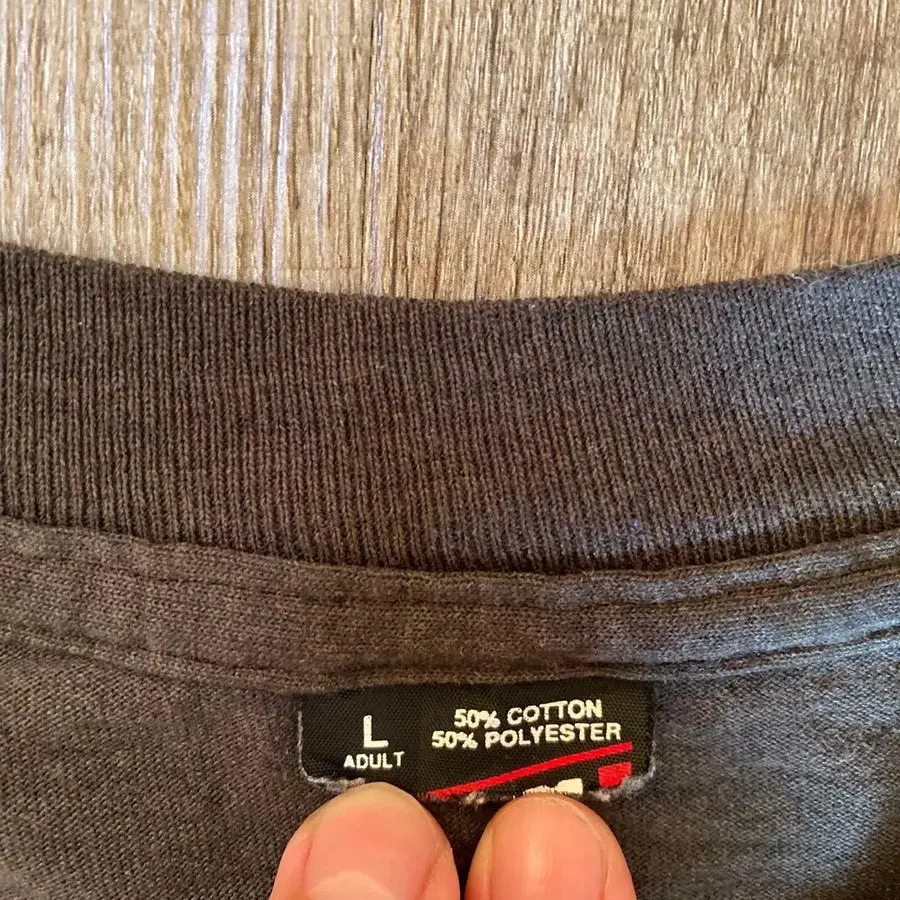 L
ADULT
50% COTTON
50% POLYESTER